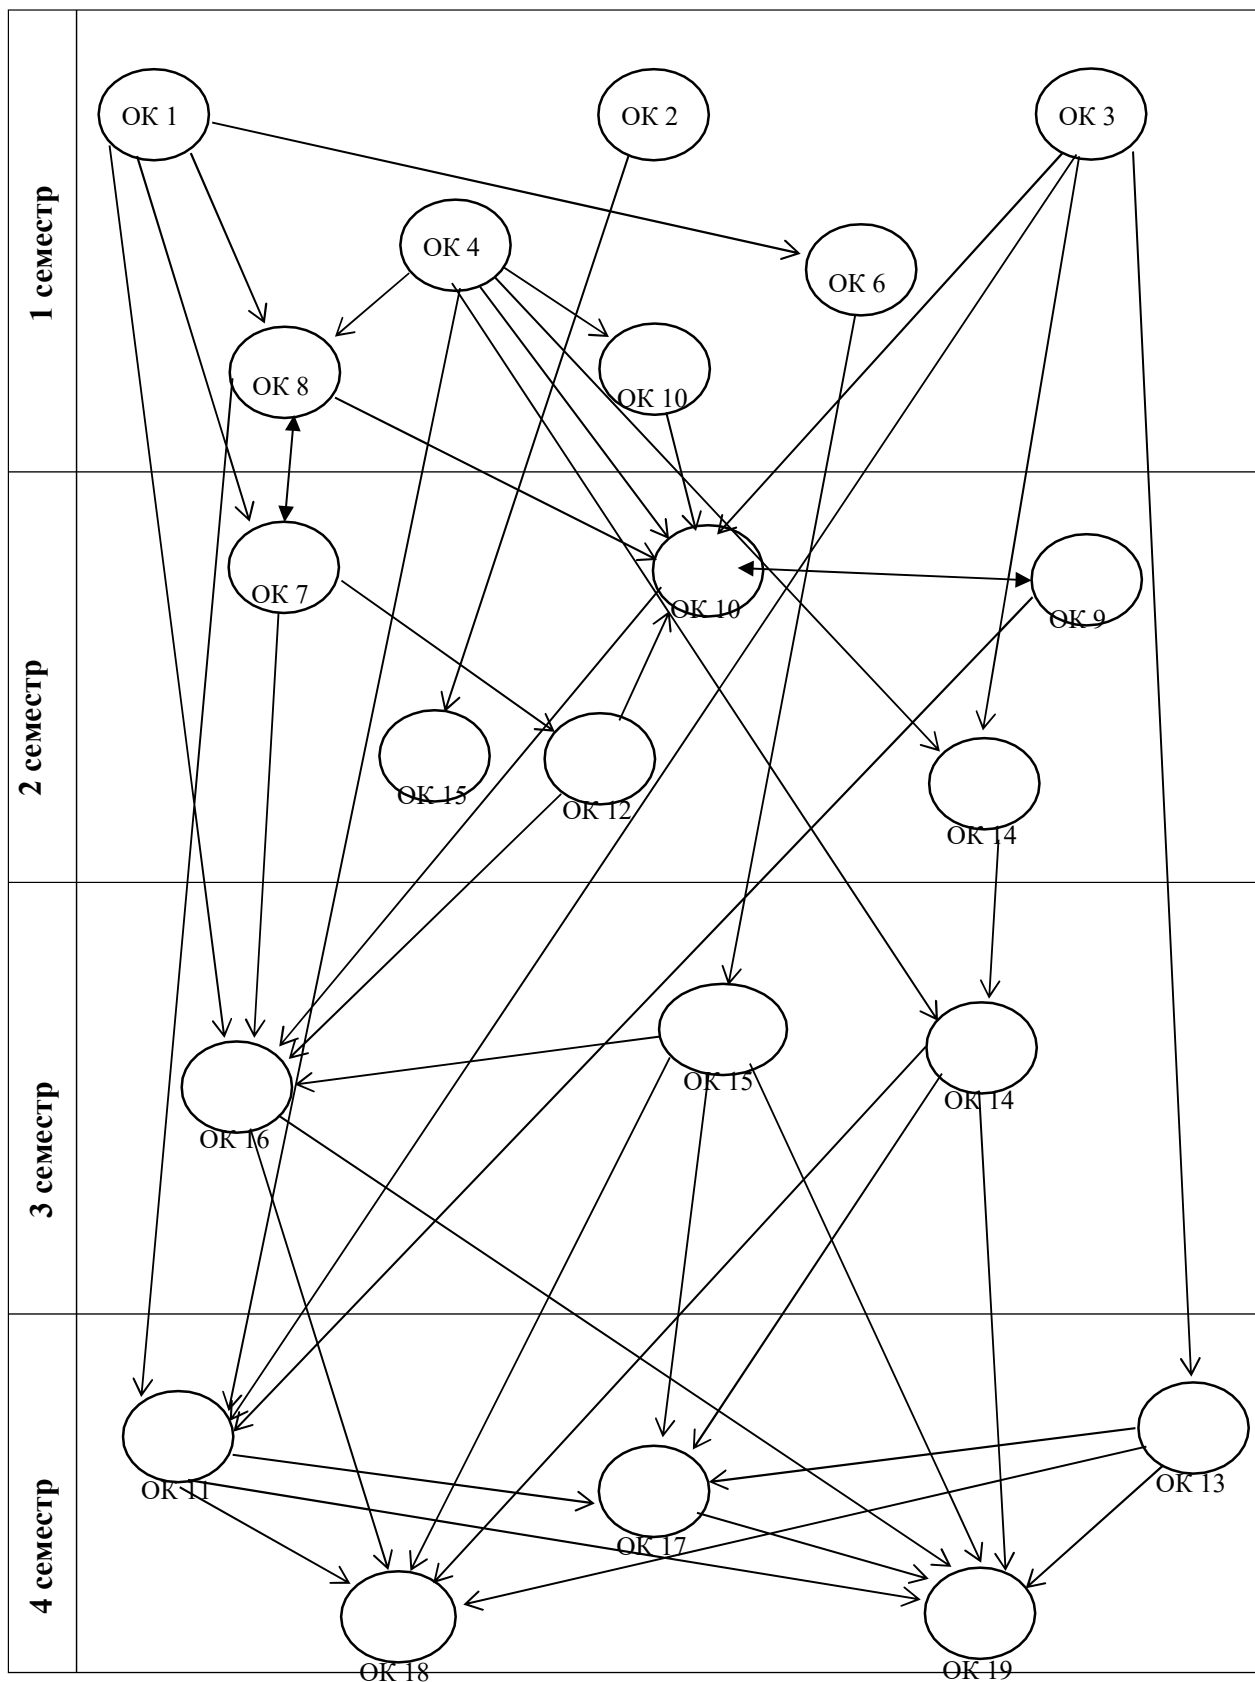 1 семестр
ОК 1
ОК 2
ОК 3
ОК 4
ОК 6
ОК 8
ОК 10
2 семестр
ОК 7
ОК 10
ОК 9
ОК 15
ОК 12
ОК 14
3 семестр
ОК 15
ОК 14
ОК 16
4 семестр
ОК 11
ОК 13
ОК 17
ОК 18
ОК 19